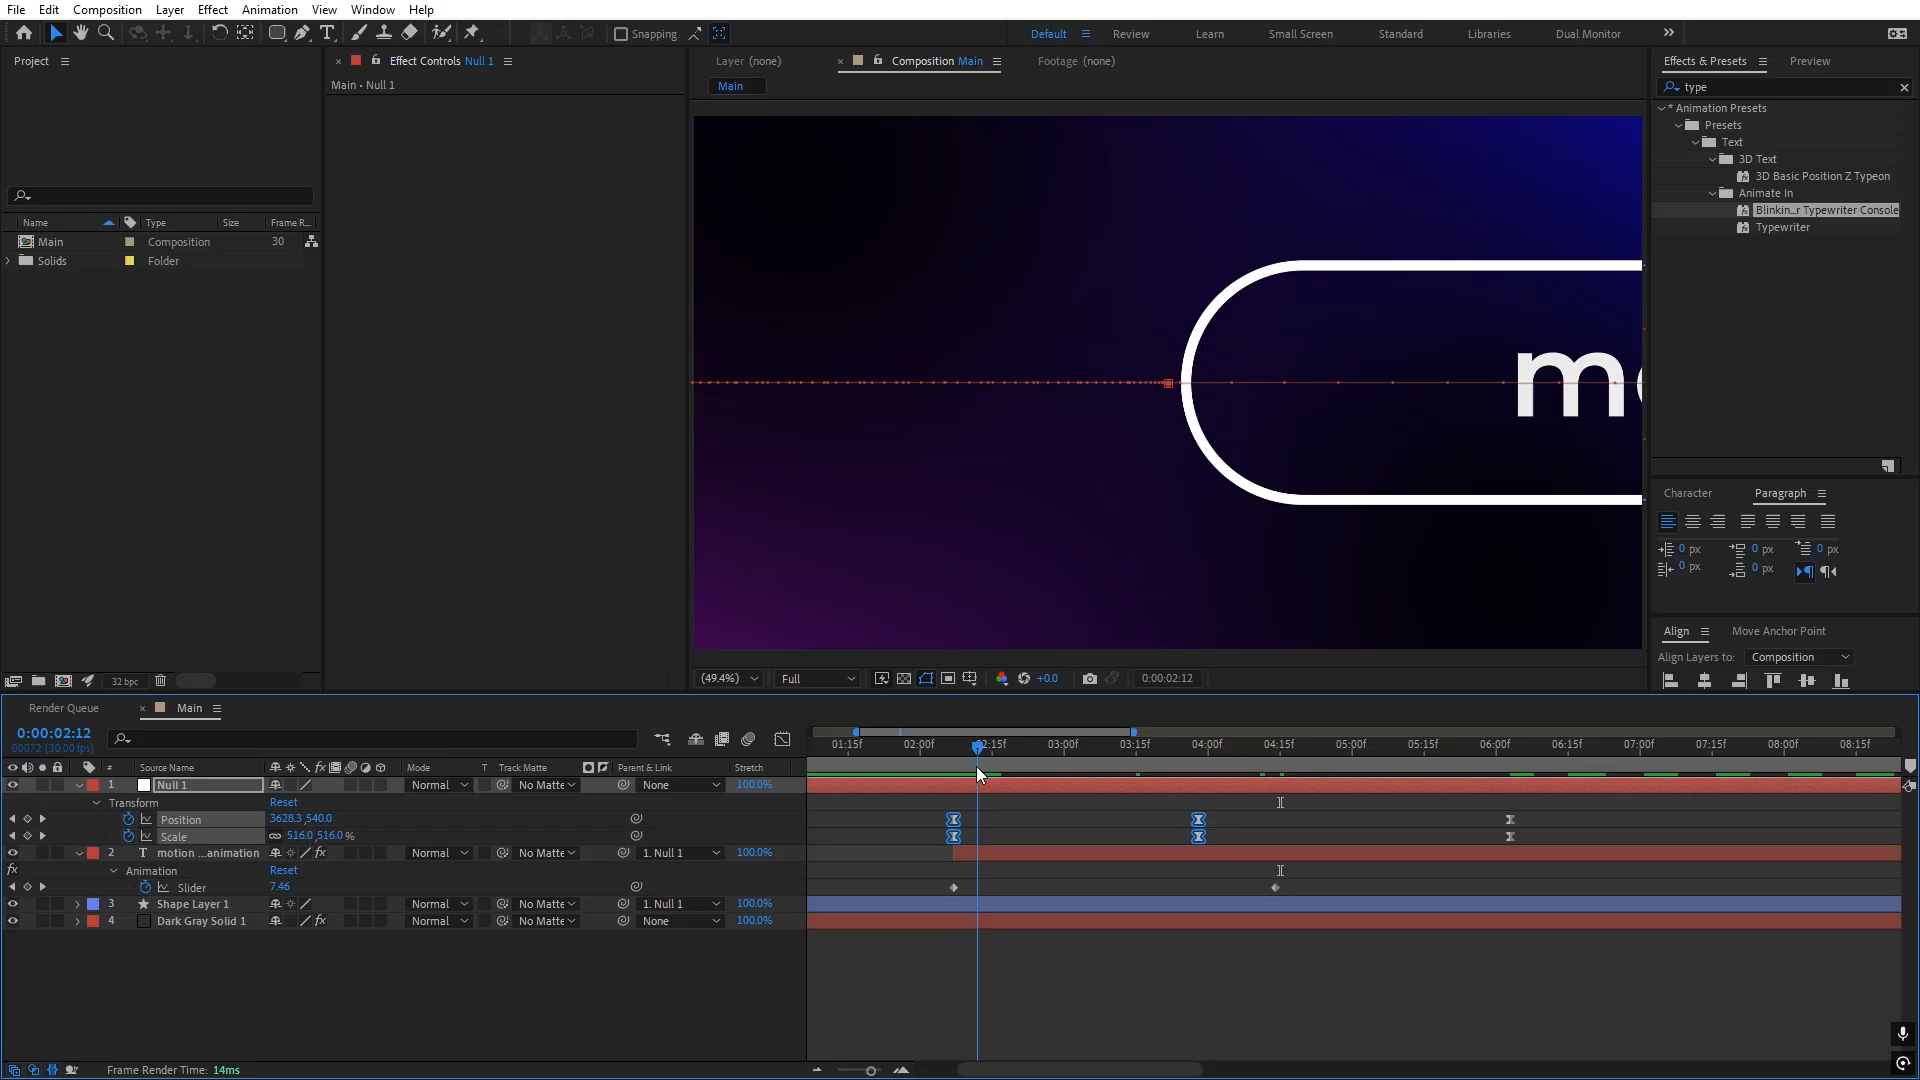 File Edit Composition Layer Effect Animation View Window Help
Snapping
Default Review Learn Small Screen Standard Libraries Dual Monitor
Project
Effect Controls Null 1
Main • Null 1
Name Type Size Frame R...
Main Composition 30
Solids Folder
32 bpc
Layer (none) Composition Main Footage (none)
Main
m
(49.4%) Full +0.0 0:00:02:12
Effects & Presets Preview
type
* Animation Presets
Presets
Text
3D Text
3D Basic Position Z Typeon
Animate In
Blinkin...r Typewriter Console
Typewriter
Character Paragraph
0 px 0 px 0 px
0 px 0 px
Align Move Anchor Point
Align Layers to: Composition
Render Queue Main
0:00:02:12
00072 (30.00 fps)
01:15f 02:00f 02:15f 03:00f 03:15f 04:00f 04:15f 05:00f 05:15f 06:00f 06:15f 07:00f 07:15f 08:00f 08:15f
# Source Name Mode T Track Matte Parent & Link Stretch
1 Null 1 Normal No Matte None 100.0%
Transform Reset
Position 3628.3,540.0
Scale 516.0,516.0%
2 T motion ...animation fx Normal No Matte 1. Null 1 100.0%
fx Animation Reset
Slider 7.46
3 Shape Layer 1 Normal No Matte 1. Null 1 100.0%
4 Dark Gray Solid 1 fx Normal No Matte None 100.0%
Frame Render Time: 14ms